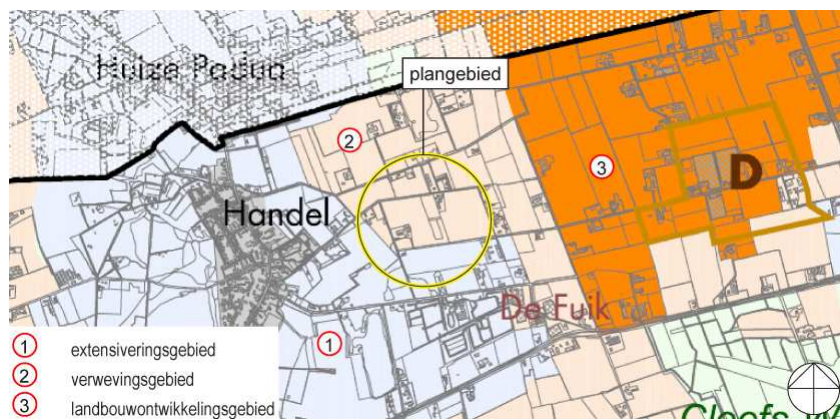 Huize Padua
plangebied
2
3
D
Handel
De Fuik
1
1 extensiveringsgebied
2 verwevingsgebied
3 landbouwontwikkelingsgebied